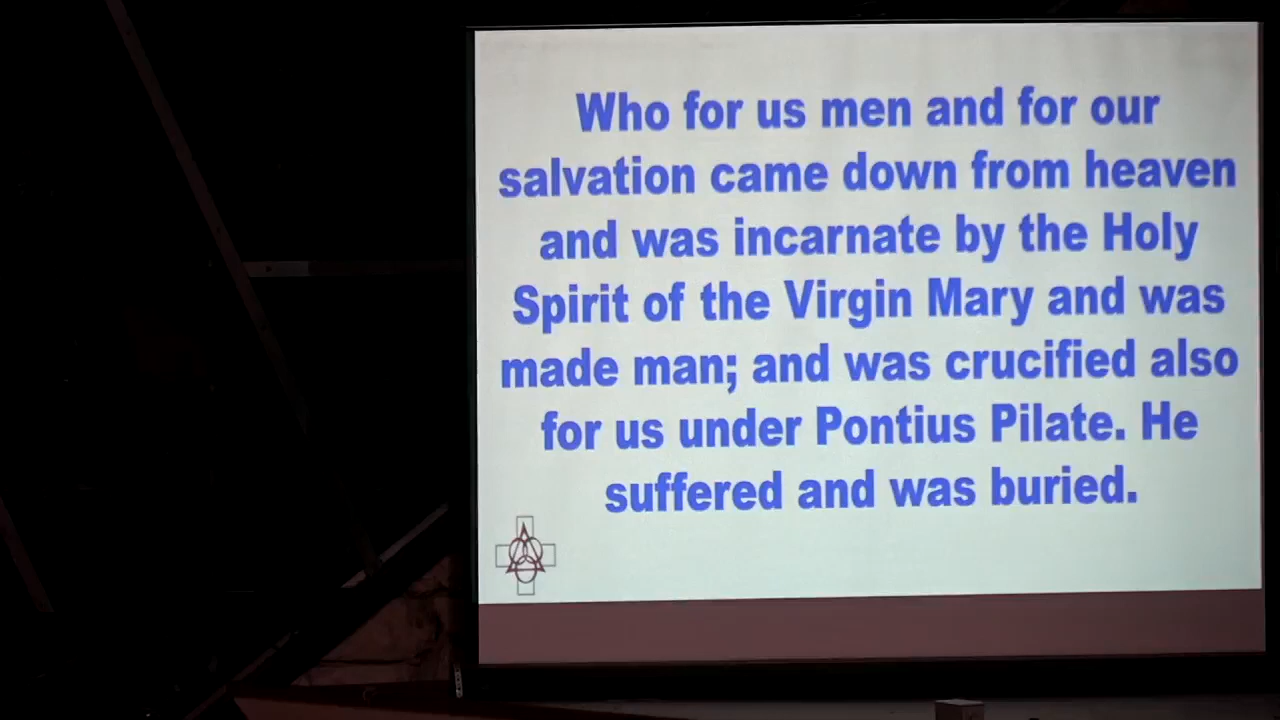 Who for us men and for our
salvation came down from heaven
and was incarnate by the Holy
Spirit of the Virgin Mary and was
made man; and was crucified also
for us under Pontius Pilate. He
suffered and was buried.